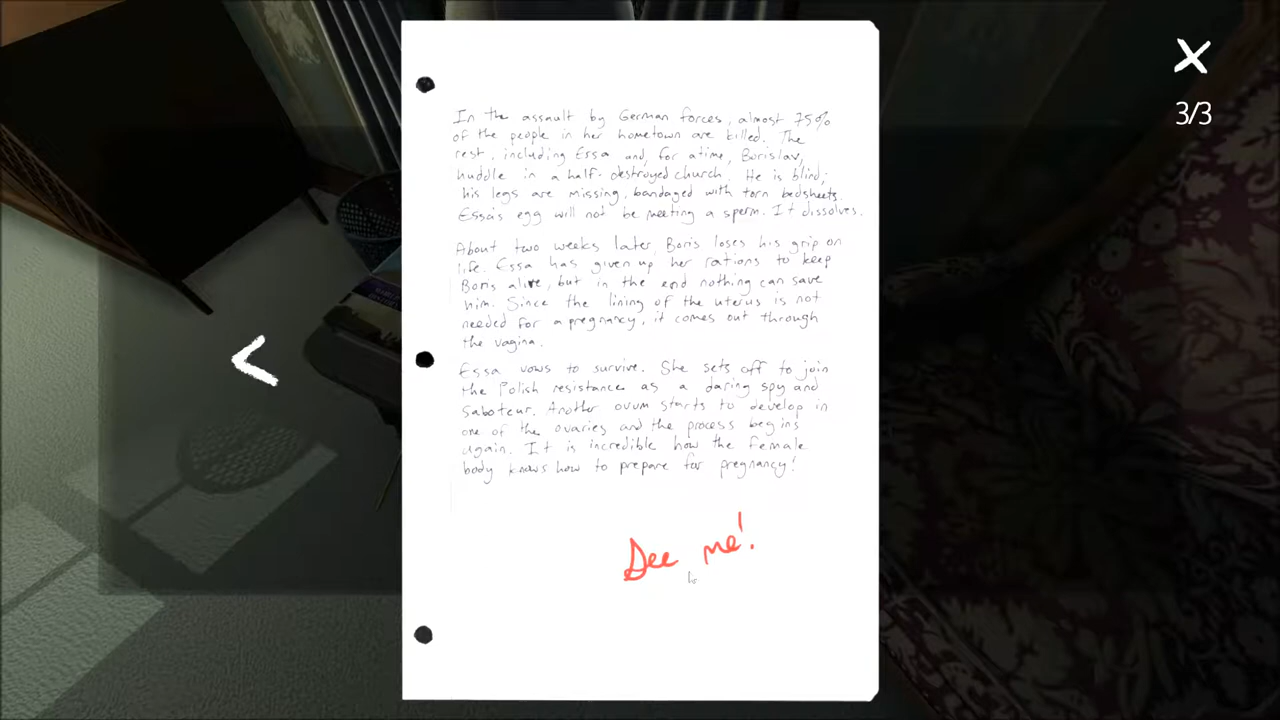 3/3
In the assault by German forces, almost 75%
of the people in her hometown are killed. The
rest, including Essa and, for atime, Borislav,
huddle in a half-destroyed church. He is blind;
his legs are missing, bandaged with torn bedsheets.
Essa's egg will not be meeting a sperm. It dissolves.
About two weeks later, Boris loses his grip on
life. Essa has given up her rations to keep
Boris alive, but in the end nothing can save
him. Since the lining of the uterus is not
needed for a pregnancy, it comes out through
the vagina.
Essa vows to survive. She sets off to join
the Polish resistance as a daring spy and
saboteur. Another ovum starts to develop in
one of the ovaries and the process begins
again. It is incredible how the female
body knows how to prepare for pregnancy!
See me!